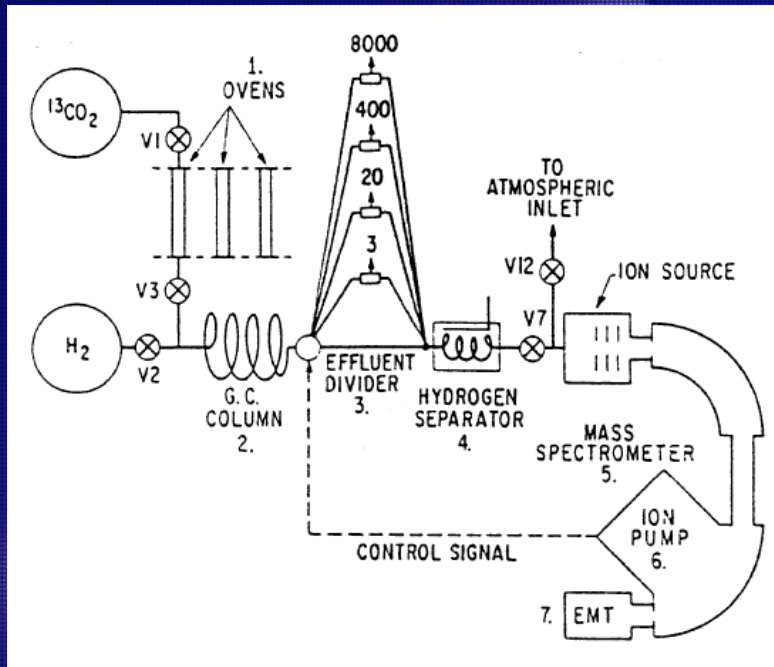 8000
1.
OVENS
¹³CO₂
400
V1
20
TO
ATMOSPHERIC
INLET
3
V12
ION SOURCE
V3
V7
H₂
V2
EFFLUENT
DIVIDER
3.
G.C.
COLUMN
2.
HYDROGEN
SEPARATOR
4.
MASS
SPECTROMETER
5.
ION
PUMP
6.
CONTROL SIGNAL
7. EMT